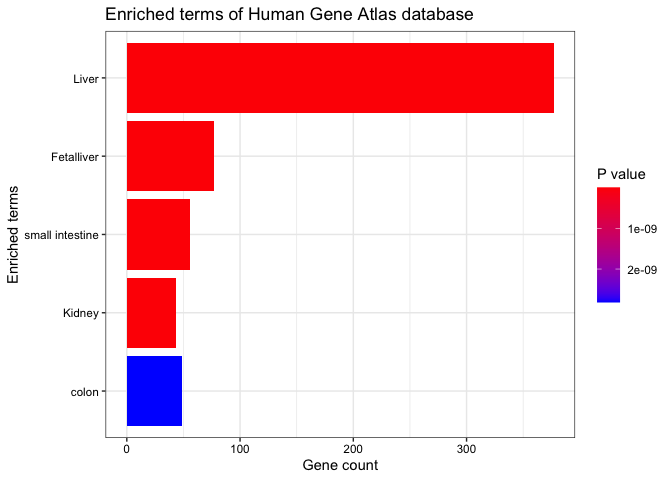 Enriched terms of Human Gene Atlas database
Enriched terms
Liver
Fetalliver
small intestine
Kidney
colon
0 100 200 300
Gene count
P value
1e-09
2e-09